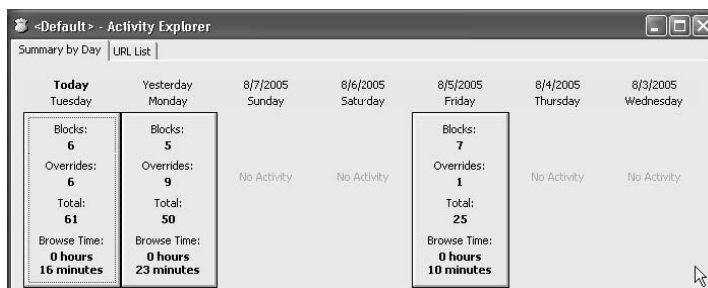 <Default> - Activity Explorer
Summary by Day
URL List
Today
Tuesday
Blocks:
6
Overrides:
6
Total:
61
Browse Time:
0 hours
16 minutes
Yesterday
Monday
Blocks:
5
Overrides:
9
Total:
50
Browse Time:
0 hours
23 minutes
8/7/2005
Sunday
No Activity
8/6/2005
Saturday
No Activity
8/5/2005
Friday
Blocks:
7
Overrides:
1
Total:
25
Browse Time:
0 hours
10 minutes
8/4/2005
Thursday
No Activity
8/3/2005
Wednesday
No Activity